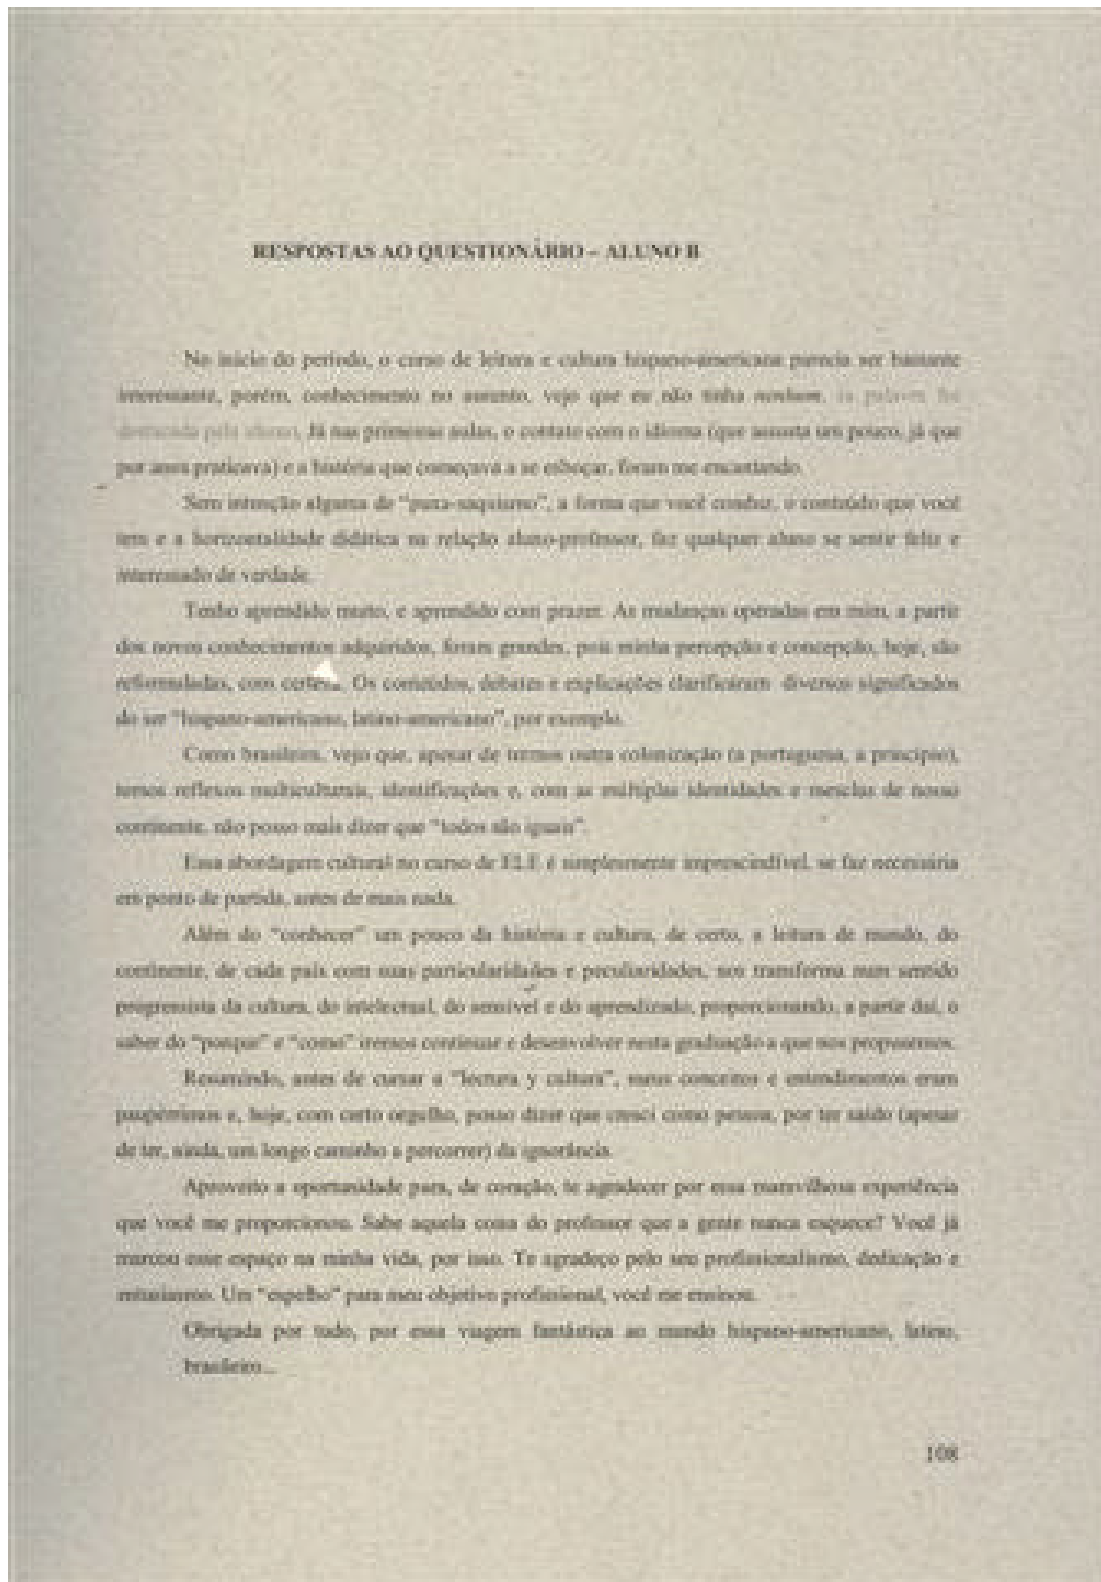 RESPOSTAS AO QUESTIONÁRIO – ALUNO B
No início do período, o curso de leitura e cultura hispano-americana parecia ser bastante
interessante, porém, conhecimento no assunto, vejo que eu não tinha nenhum. (a palavra foi
destacada pelo aluno). Já nas primeiras aulas, o contato com o idioma (que assusta um pouco, já que
por anos praticava) e a história que começava a se esboçar, foram me encantando.
Sem intenção alguma de "puxa-saquismo", a forma que você conduz, o conteúdo que você
tem e a horizontalidade didática na relação aluno-professor, faz qualquer aluno se sentir feliz e
interessado de verdade.
Tenho aprendido muito, e aprendido com prazer. As mudanças operadas em mim, a partir
dos novos conhecimentos adquiridos, foram grandes, pois minha percepção e concepção, hoje, são
reformuladas, com certeza. Os conteúdos, debates e explicações clarificaram diversos significados
do ser "hispano-americano, latino-americano", por exemplo.
Como brasileira, vejo que, apesar de termos outra colonização (a portuguesa, a princípio),
temos reflexos multiculturais, identificações e, com as múltiplas identidades e mesclas de nosso
continente, não posso mais dizer que "todos são iguais".
Essa abordagem cultural no curso de ELE é simplesmente imprescindível, se faz necessária
em ponto de partida, antes de mais nada.
Além do "conhecer" um pouco da história e cultura, de certo, a leitura de mundo, do
continente, de cada país com suas particularidades e peculiaridades, nos transforma num sentido
progressista da cultura, do intelectual, do sensível e do aprendizado, proporcionando, a partir daí, o
saber do "porque" e "como" iremos continuar e desenvolver nesta graduação a que nos propusemos.
Resumindo, antes de cursar a "lectura y cultura", meus conceitos e entendimentos eram
paupérrimos e, hoje, com certo orgulho, posso dizer que cresci como pessoa, por ter saído (apesar
de ter, ainda, um longo caminho a percorrer) da ignorância.
Aproveito a oportunidade para, de coração, te agradecer por essa maravilhosa experiência
que você me proporcionou. Sabe aquela coisa do professor que a gente nunca esquece? Você já
marcou esse espaço na minha vida, por isso. Te agradeço pelo seu profissionalismo, dedicação e
entusiasmo. Um "espelho" para meu objetivo profissional, você me ensinou.
Obrigada por tudo, por essa viagem fantástica ao mundo hispano-americano, latino,
brasileiro...
108